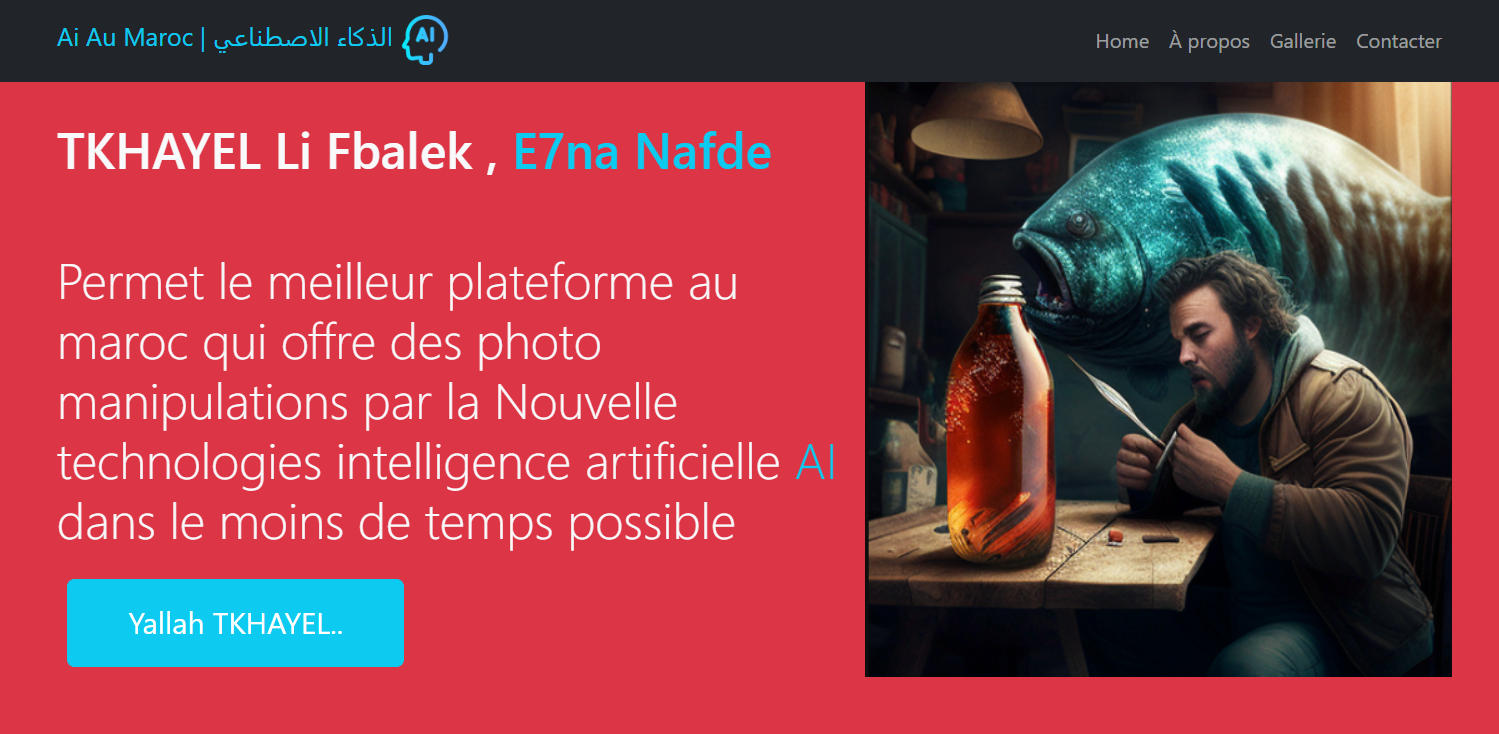 Ai Au Maroc | الذكاء الاصطناعي AI
Home À propos Gallerie Contacter
TKHAYEL Li Fbalek , E7na Nafde
Permet le meilleur plateforme au
maroc qui offre des photo
manipulations par la Nouvelle
technologies intelligence artificielle AI
dans le moins de temps possible
Yallah TKHAYEL..